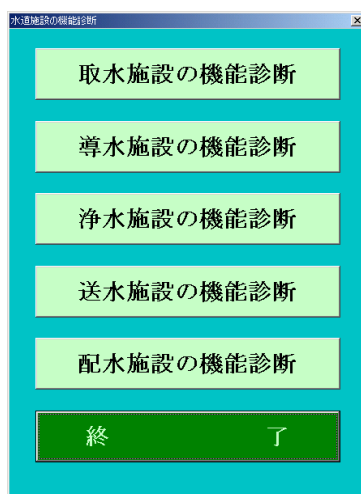 水道施設の機能診断
取水施設の機能診断
導水施設の機能診断
浄水施設の機能診断
送水施設の機能診断
配水施設の機能診断
終 了